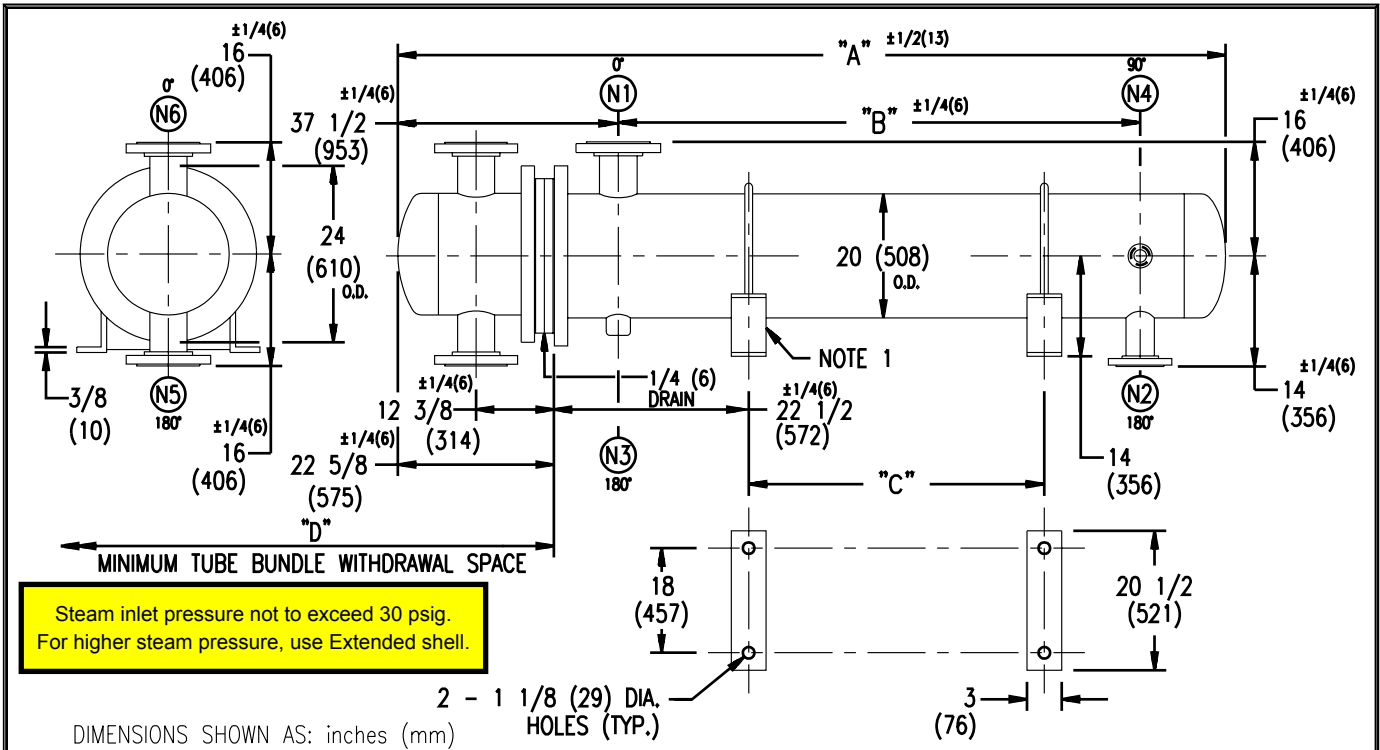 ±1/4(6)
16
(406)
0°
N6
24
(610)
O.D.
3/8
(10)
N5
180°
±1/4(6)
16
(406)
"A" ±1/2(13)
±1/4(6)
37 1/2
(953)
0°
N1
"B" ±1/4(6)
90°
N4
±1/4(6)
16
(406)
20 (508)
O.D.
NOTE 1
1/4 (6)
DRAIN
±1/4(6)
12 3/8
(314)
±1/4(6)
22 5/8
(575)
±1/4(6)
22 1/2
(572)
N3
180°
N2
180°
±1/4(6)
14
(356)
14
(356)
"C"
"D"
MINIMUM TUBE BUNDLE WITHDRAWAL SPACE
Steam inlet pressure not to exceed 30 psig.
For higher steam pressure, use Extended shell.
18
(457)
20 1/2
(521)
2 - 1 1/8 (29) DIA.
HOLES (TYP.)
3
(76)
DIMENSIONS SHOWN AS: inches (mm)